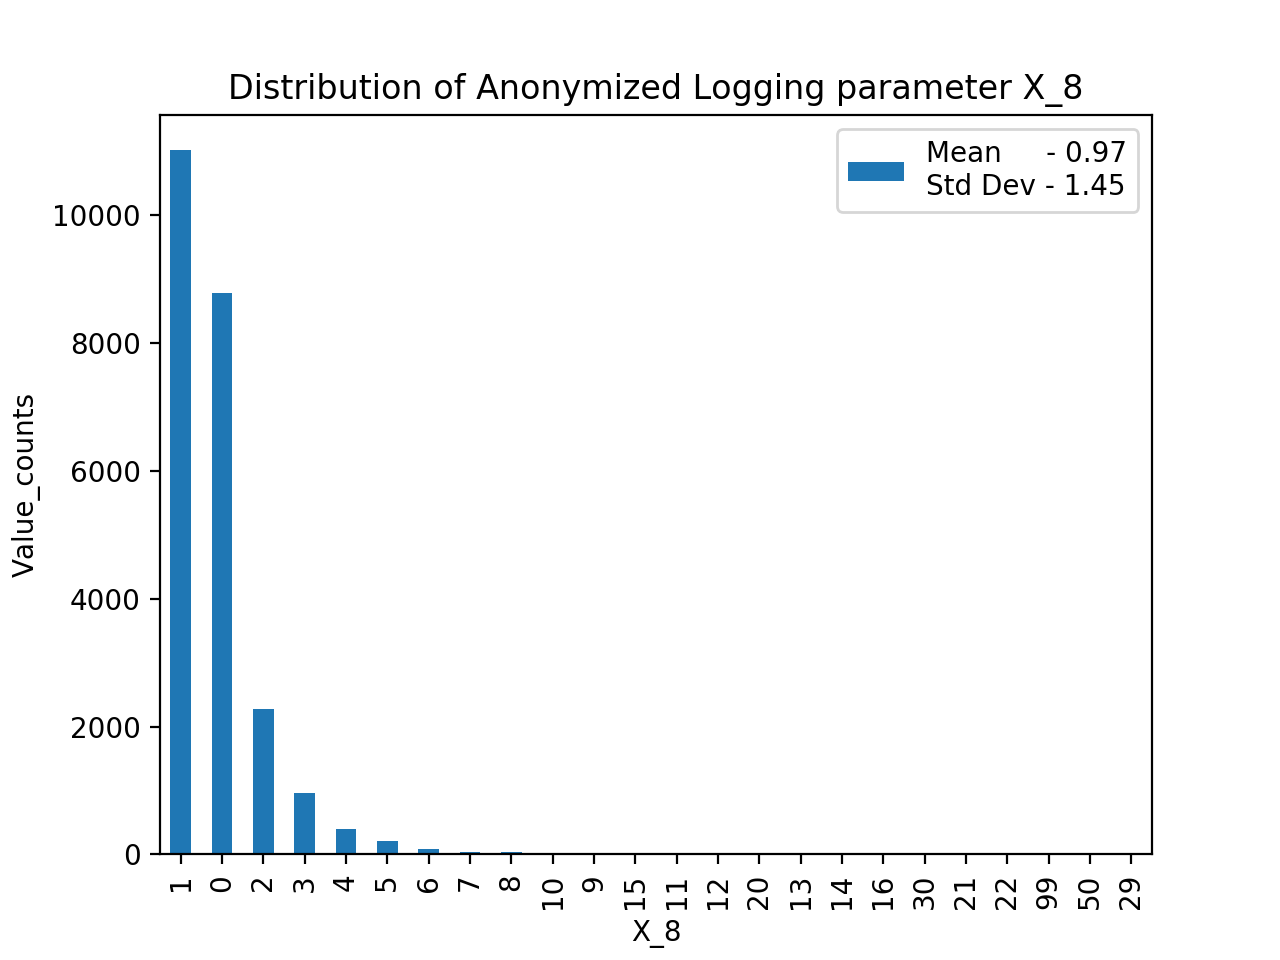 Distribution of Anonymized Logging parameter X_8
Mean - 0.97
Std Dev - 1.45
Value_counts
10000
8000
6000
4000
2000
0
1 0 2 3 4 5 6 7 8 10 9 15 11 12 20 13 14 16 30 21 22 99 50 29
X_8